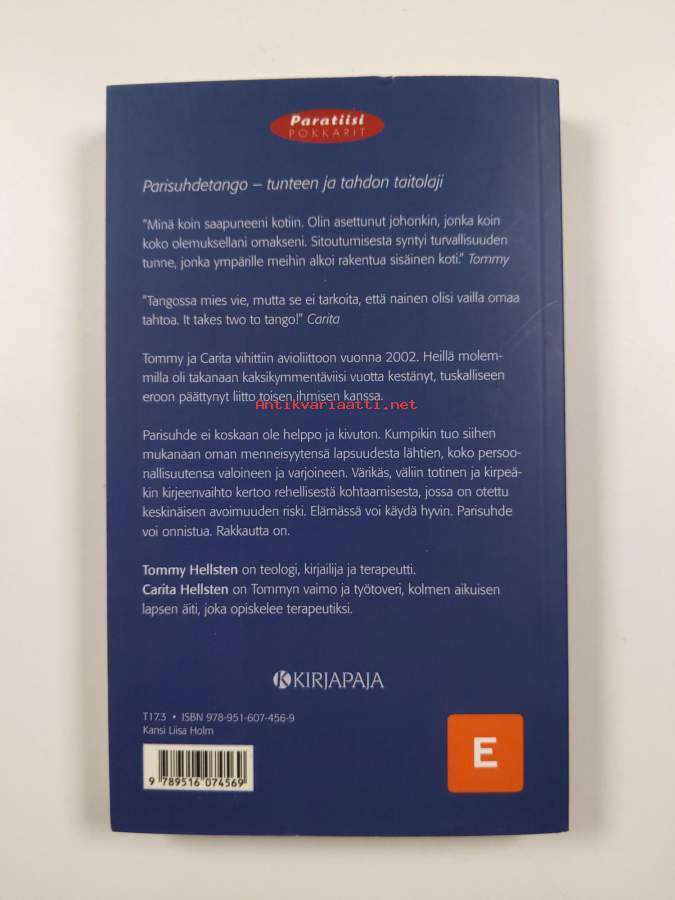 Paratiisi
POKKARIT
Parisuhdetango – tunteen ja tahdon taitolaji
"Minä koin saapuneeni kotiin. Olin asettunut johonkin, jonka koin
koko olemuksellani omakseni. Sitoutumisesta syntyi turvallisuuden
tunne, jonka ympärille meihin alkoi rakentua sisäinen koti." Tommy
"Tangossa mies vie, mutta se ei tarkoita, että nainen olisi vailla omaa
tahtoa. It takes two to tango!" Carita
Tommy ja Carita vihittiin avioliittoon vuonna 2002. Heillä molem-
milla oli takanaan kaksikymmentäviisi vuotta kestänyt, tuskalliseen
eroon päättynyt liitto toisen ihmisen kanssa.
Antikvariaatti.net
Parisuhde ei koskaan ole helppo ja kivuton. Kumpikin tuo siihen
mukanaan oman menneisyytensä lapsuudesta lähtien, koko persoo-
nallisuutensa valoineen ja varjoineen. Värikäs, väliin totinen ja kirpeä-
kin kirjeenvaihto kertoo rehellisestä kohtaamisesta, jossa on otettu
keskinäisen avoimuuden riski. Elämässä voi käydä hyvin. Parisuhde
voi onnistua. Rakkautta on.
Tommy Hellsten on teologi, kirjailija ja terapeutti.
Carita Hellsten on Tommyn vaimo ja työtoveri, kolmen aikuisen
lapsen äiti, joka opiskelee terapeutiksi.
KIRJAPAJA
T17.3 • ISBN 978-951-607-456-9
Kansi Liisa Holm
E
9 789516 074569